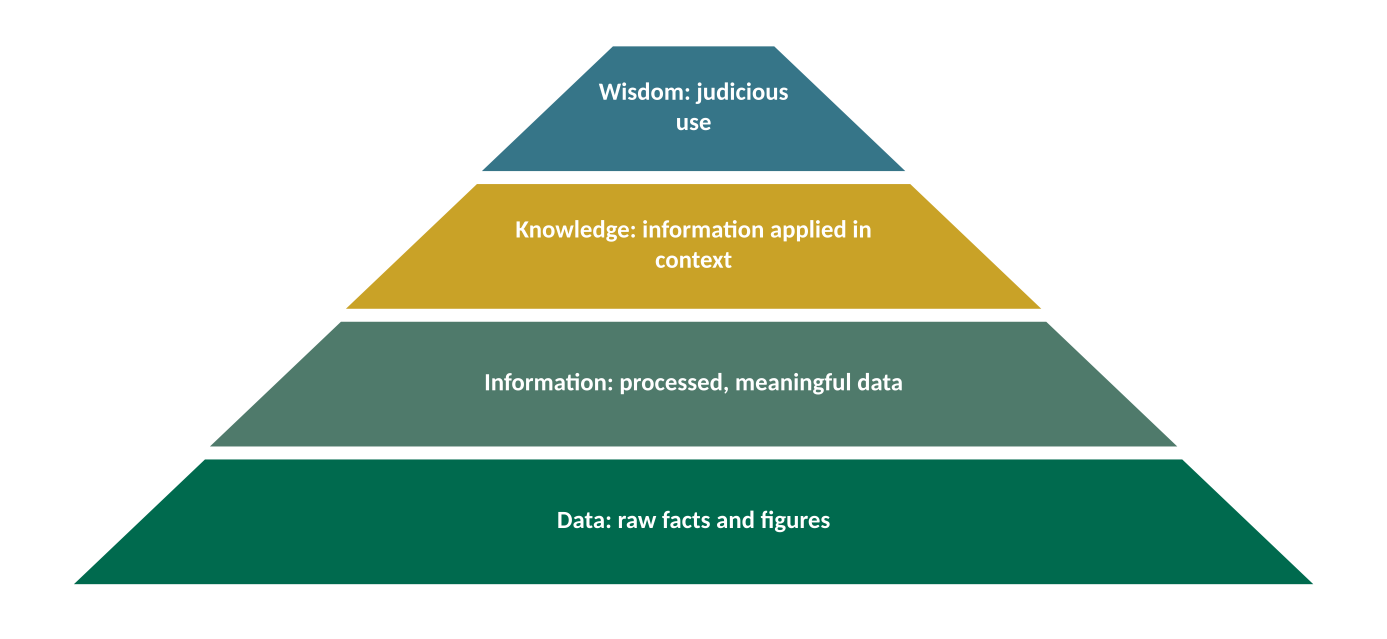 Wisdom: judicious
use
Knowledge: information applied in
context
Information: processed, meaningful data
Data: raw facts and figures